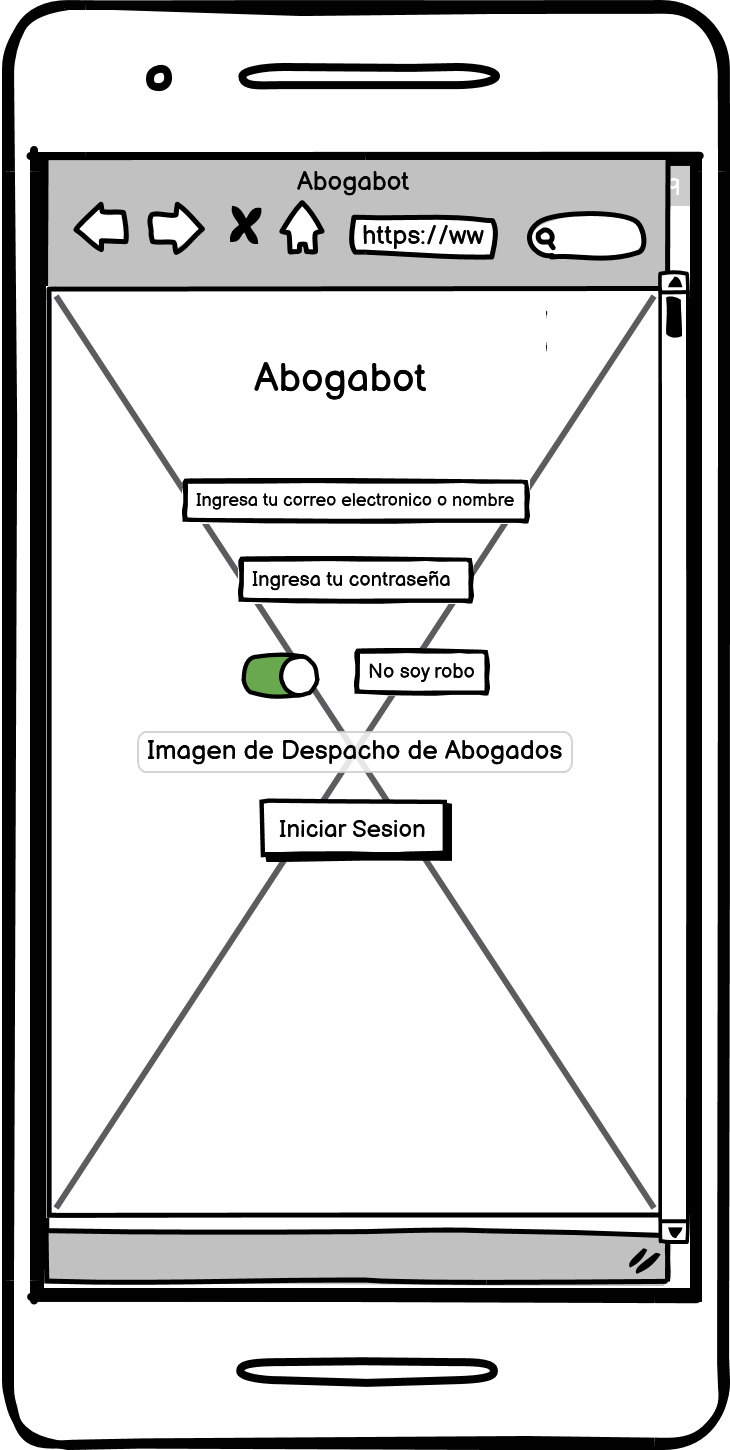 Abogabot
https://ww
Abogabot
Ingresa tu correo electronico o nombre
Ingresa tu contraseña
No soy robo
Imagen de Despacho de Abogados
Iniciar Sesion